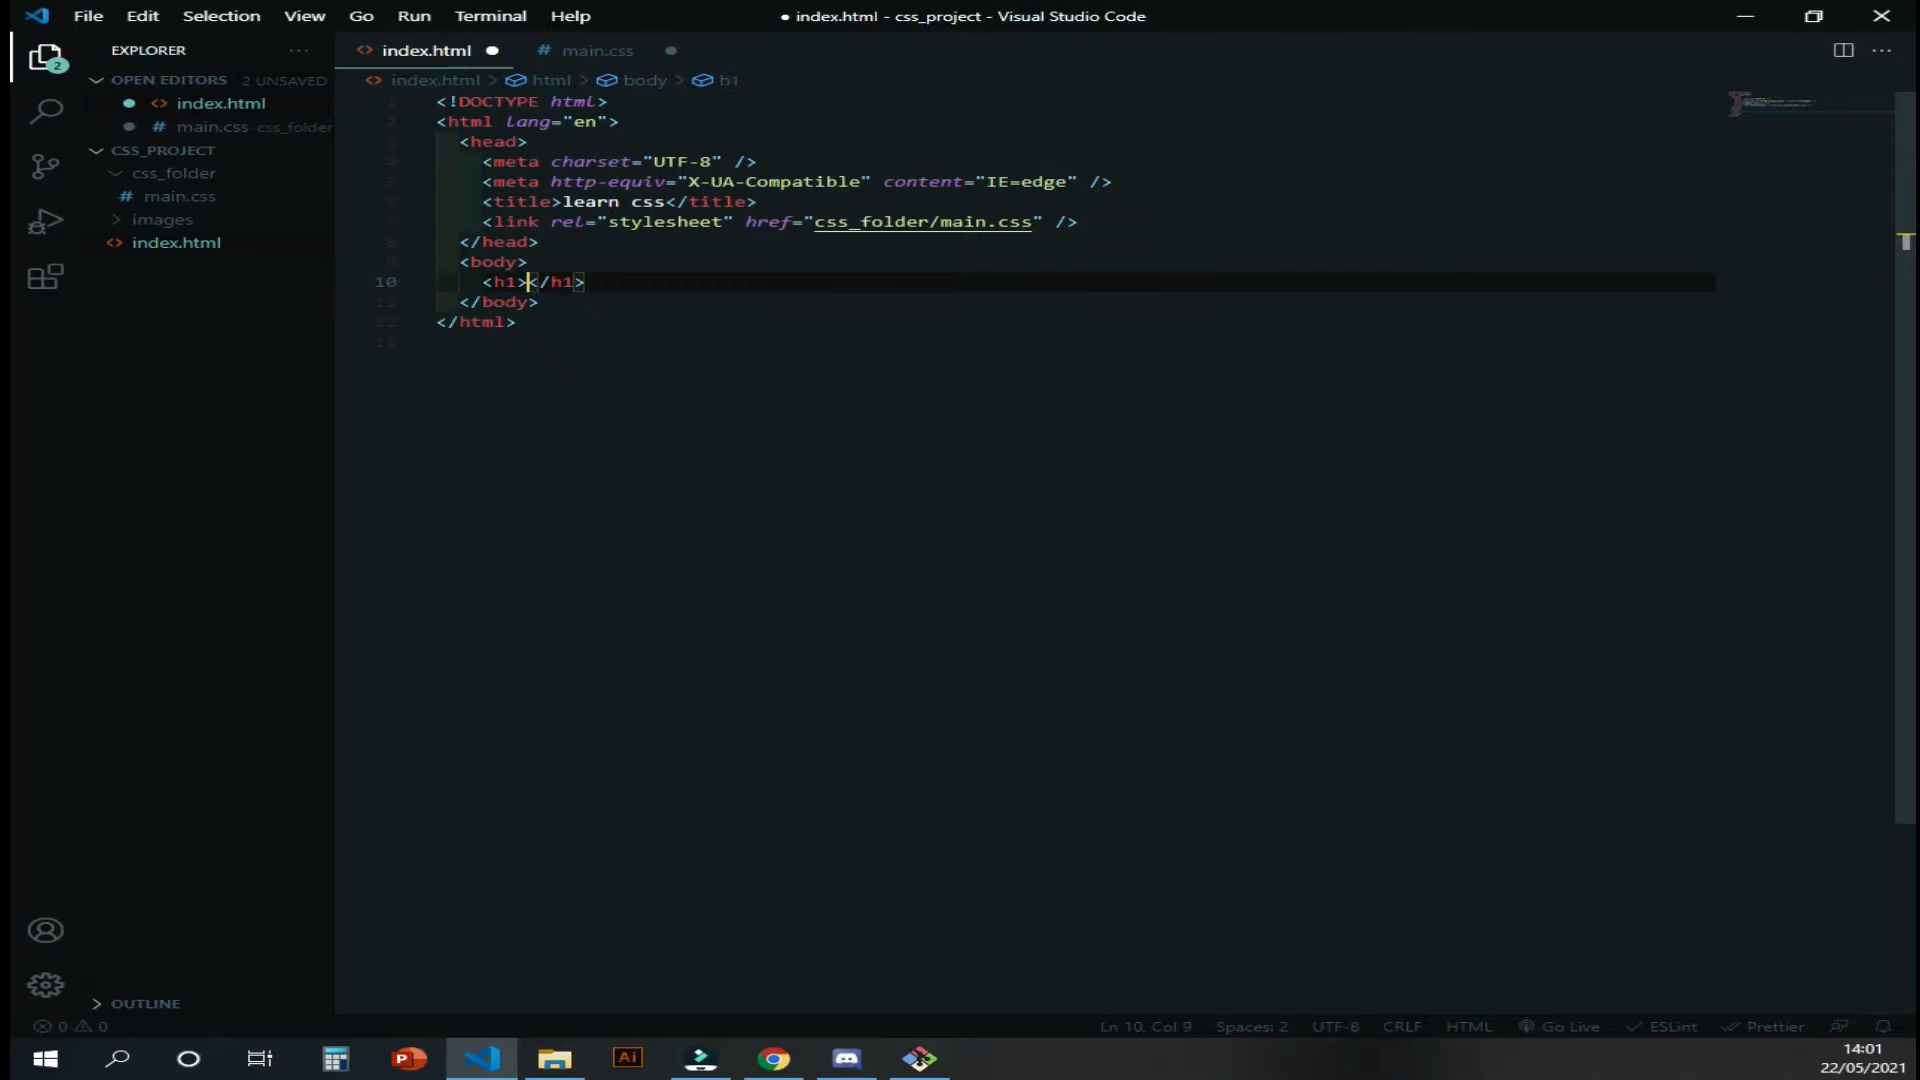 File Edit Selection View Go Run Terminal Help
● index.html - css_project - Visual Studio Code
EXPLORER
index.html
main.css
OPEN EDITORS 2 UNSAVED
index.html > html > body > h1
index.html
main.css css_folder
CSS_PROJECT
css_folder
main.css
images
index.html
2
<!DOCTYPE html>
<html lang="en">
<head>
<meta charset="UTF-8" />
<meta http-equiv="X-UA-Compatible" content="IE=edge" />
<title>learn css</title>
<link rel="stylesheet" href="css_folder/main.css" />
</head>
<body>
10 <h1></h1>
</body>
</html>
OUTLINE
0 0
Ln 10, Col 9 Spaces: 2 UTF-8 CRLF HTML Go Live ESLint Prettier
P Ai
14:01
22/05/2021